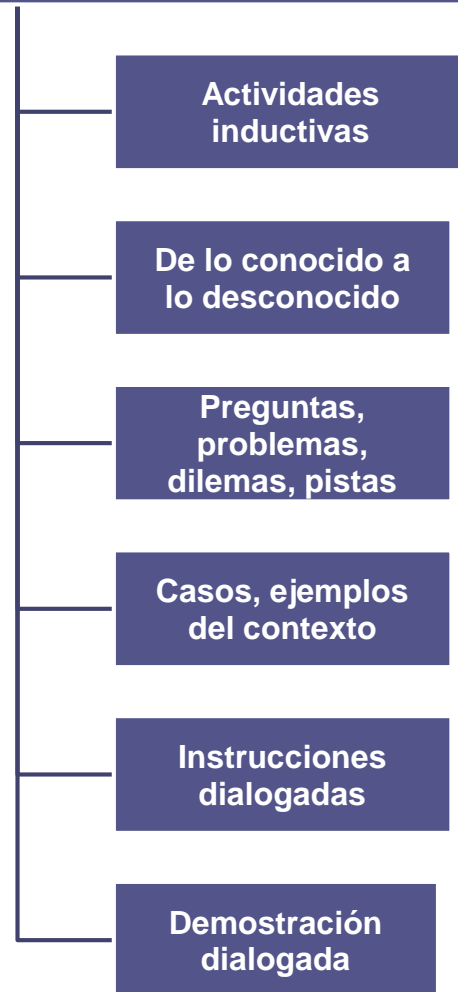 Actividades
inductivas
De lo conocido a
lo desconocido
Preguntas,
problemas,
dilemas, pistas
Casos, ejemplos
del contexto
Instrucciones
dialogadas
Demostración
dialogada